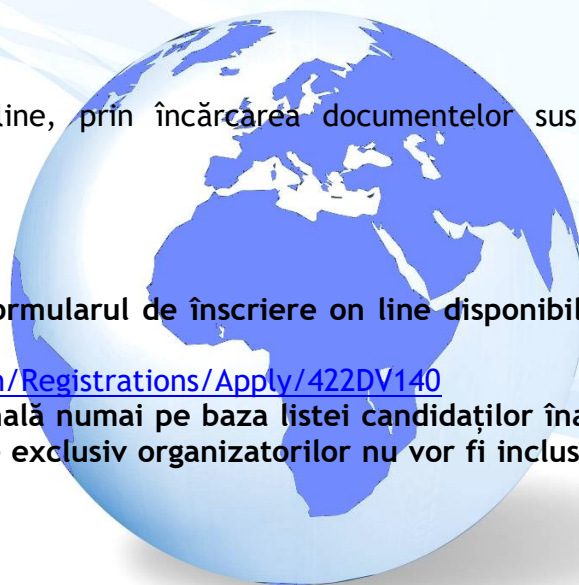 line, prin încărcarea documentelor sus
ormularul de înscriere on line disponibil
n/Registrations/Apply/422DV140
nală numai pe baza listei candidaților îna
exclusiv organizatorilor nu vor fi inclus